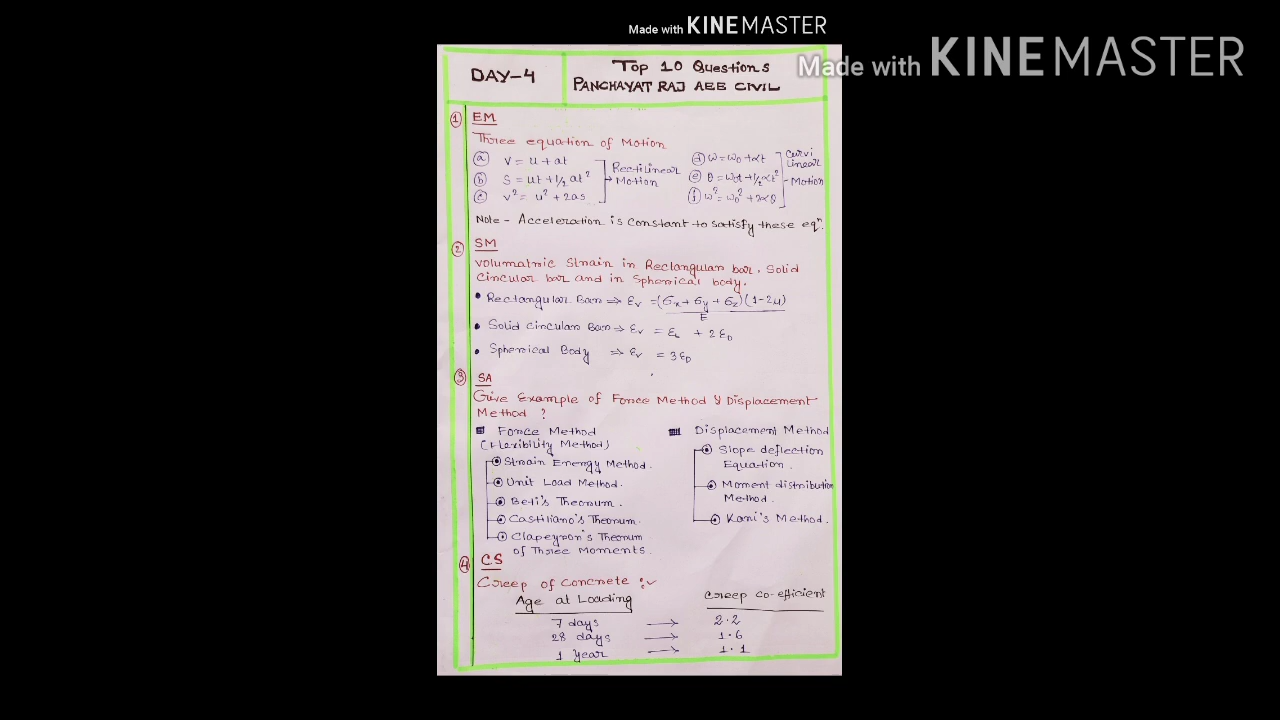 Made with KINEMASTER
Made with KINEMASTER
DAY-4
Top 10 Questions
PANCHAYAT RAJ AEE CIVIL
① EM
Three equation of Motion
ⓐ v = u + at
ⓑ S = ut + 1/2 at²
ⓒ v² = u² + 2as
Rectilinear
Motion
ⓓ ω = ω₀ + αt
ⓔ θ = ω₀t + 1/2 αt²
ⓕ ω² = ω₀² + 2αθ
Curvi
linear
Motion
Note - Acceleration is constant to satisfy these eqⁿ.
② SM
Volumatric Strain in Rectangular bar, Solid
circular bar and in Spherical body.
• Rectangular Bar ⇒ εv = (σx + σy + σz)(1-2μ)
E
• Solid circular Bar ⇒ εv = εL + 2εD
• Spherical Body ⇒ εv = 3εD
③ SA
Give Example of Force Method & Displacement
Method ?
Force Method
(Flexibility Method)
Strain Energy Method.
Unit Load Method.
Beti's Theorum.
Castiliano's Theorum.
Clapeyron's Theorum
of Three Moments.
Displacement Method
Slope deflection
Equation.
Moment distribution
Method.
Kani's Method.
④ CS
Creep of Concrete :-
Age at Loading Creep co-efficient
7 days → 2.2
28 days → 1.6
1 Year → 1.1